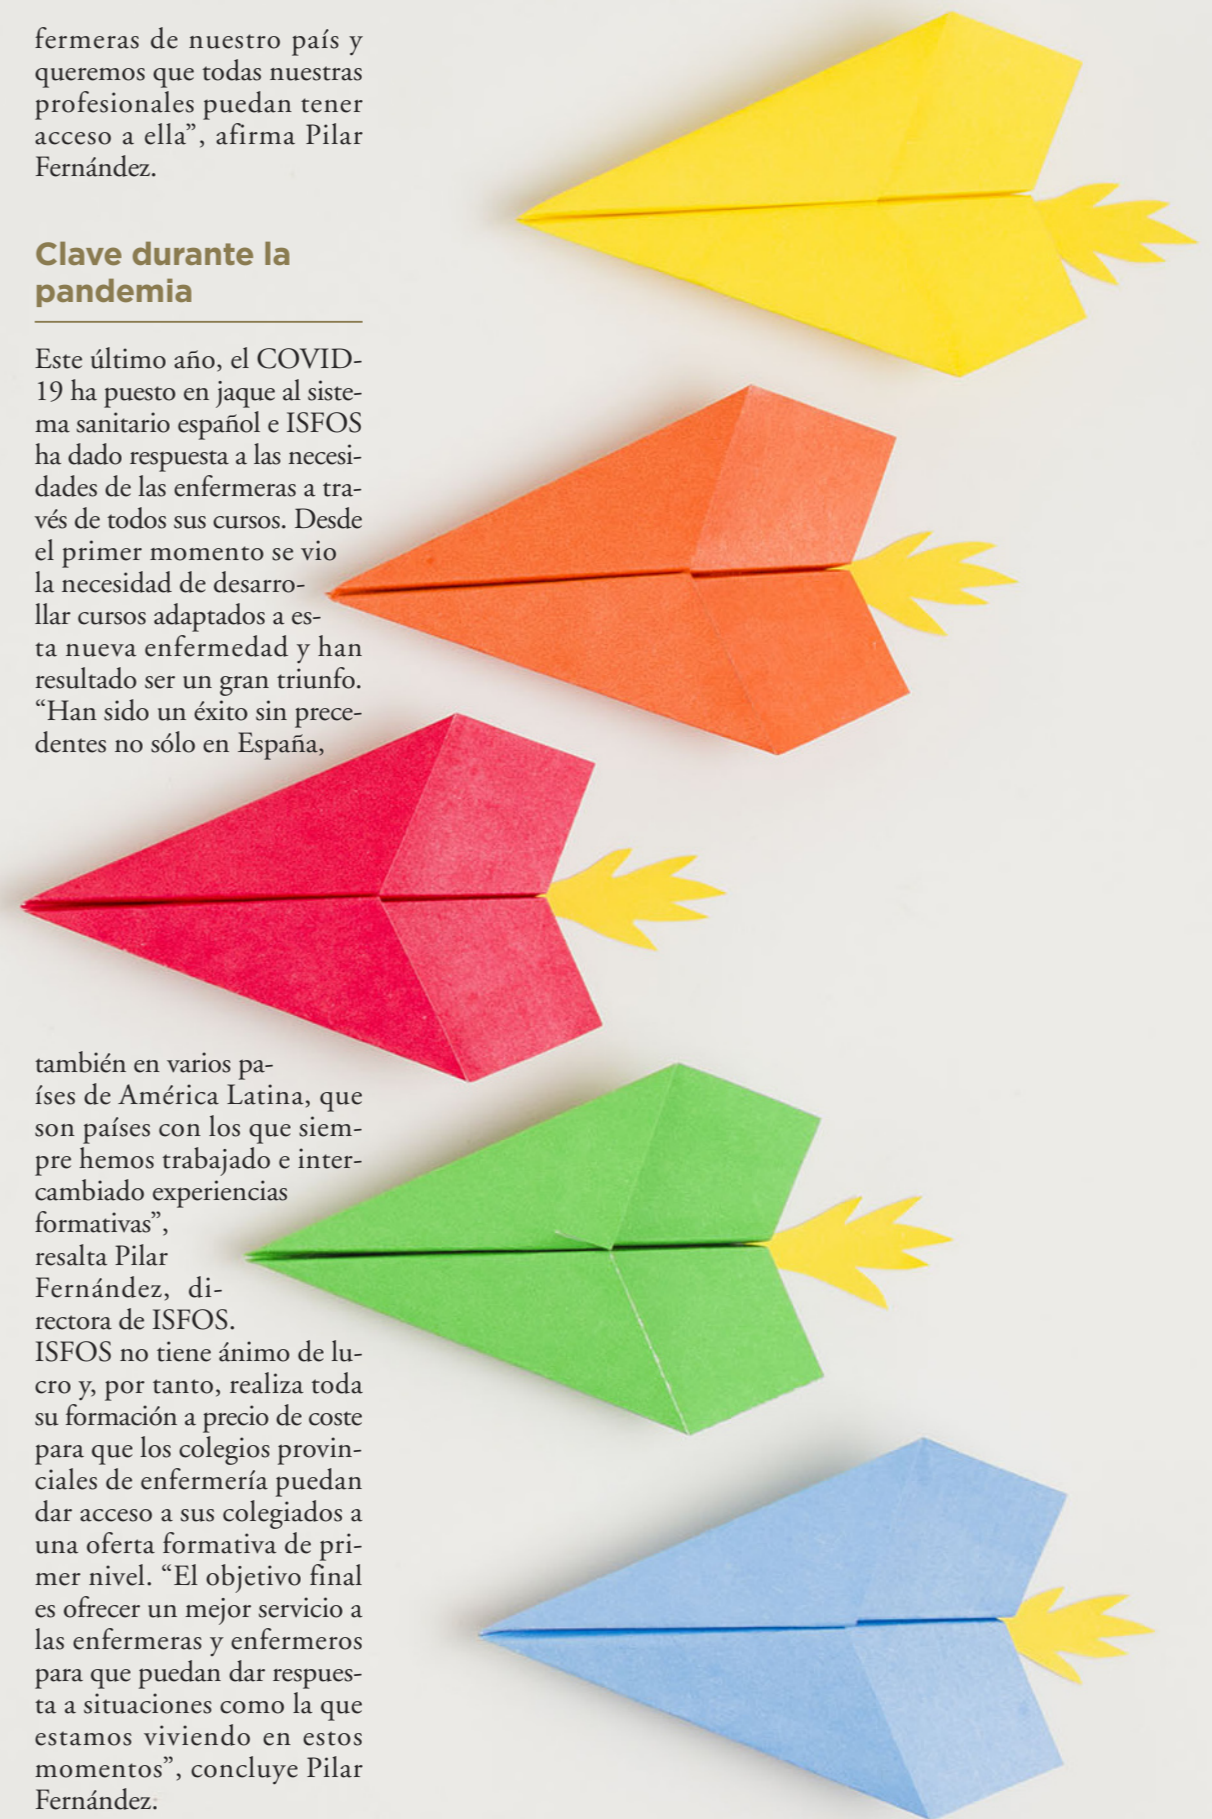 fermeras de nuestro país y
queremos que todas nuestras
profesionales puedan tener
acceso a ella”, afirma Pilar
Fernández.
Clave durante la
pandemia
Este último año, el COVID-
19 ha puesto en jaque al siste-
ma sanitario español e ISFOS
ha dado respuesta a las necesi-
dades de las enfermeras a tra-
vés de todos sus cursos. Desde
el primer momento se vio
la necesidad de desarro-
llar cursos adaptados a es-
ta nueva enfermedad y han
resultado ser un gran triunfo.
“Han sido un éxito sin prece-
dentes no sólo en España,
también en varios pa-
íses de América Latina, que
son países con los que siem-
pre hemos trabajado e inter-
cambiado experiencias
formativas”,
resalta Pilar
Fernández, di-
rectora de ISFOS.
ISFOS no tiene ánimo de lu-
cro y, por tanto, realiza toda
su formación a precio de coste
para que los colegios provin-
ciales de enfermería puedan
dar acceso a sus colegiados a
una oferta formativa de pri-
mer nivel. “El objetivo final
es ofrecer un mejor servicio a
las enfermeras y enfermeros
para que puedan dar respues-
ta a situaciones como la que
estamos viviendo en estos
momentos”, concluye Pilar
Fernández.